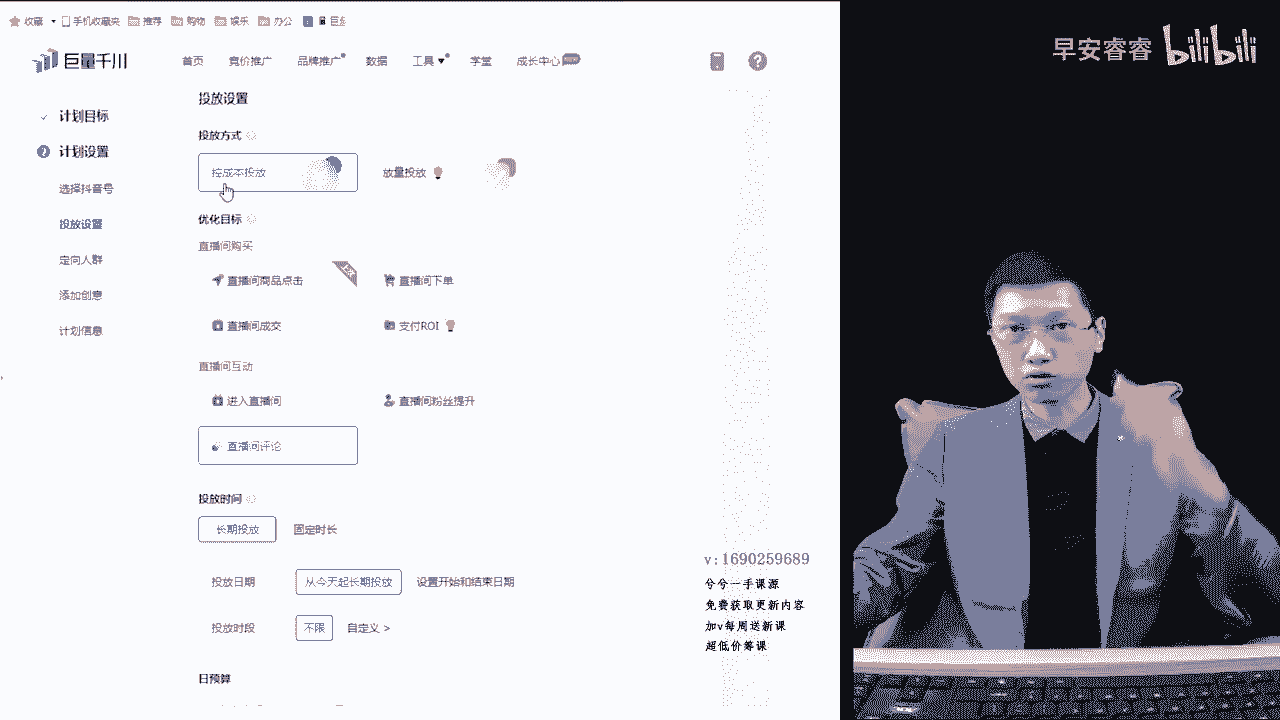 收藏 手机收藏夹 推荐 购物 娱乐 办公
巨量千川 首页 竞价推广 品牌推广 数据 工具 学堂 成长中心
早安睿睿 bilibili
计划目标
计划设置
选择抖音号
投放设置
定向人群
添加创意
计划信息
投放设置
投放方式
按成本投放 放量投放
优化目标
直播间购买
直播间商品点击 直播间下单
直播间成交 支付ROI
直播间互动
进入直播间 直播间粉丝提升
直播间评论
投放时间
长期投放 固定时长
投放日期 从今天起长期投放 设置开始和结束日期
投放时段 不限 自定义 >
日预算
v:1690259689
兮兮一手课源
免费获取更新内容
加v每周送新课
超低价筹课